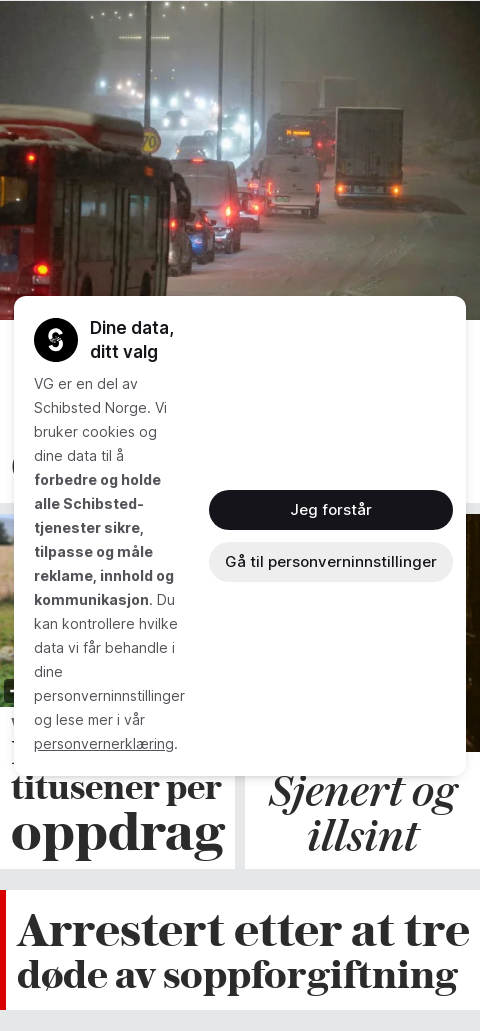 70
Dine data,
ditt valg
VG er en del av
Schibsted Norge. Vi
bruker cookies og
dine data til å
forbedre og holde
alle Schibsted-
tjenester sikre,
tilpasse og måle
reklame, innhold og
kommunikasjon. Du
kan kontrollere hvilke
data vi får behandle i
dine
personverninnstillinger
og lese mer i vår
personvernerklæring.
Jeg forstår
Gå til personverninnstillinger
titusener per
oppdrag
Sjenert og
illsint
Arrestert etter at tre
døde av soppforgiftning